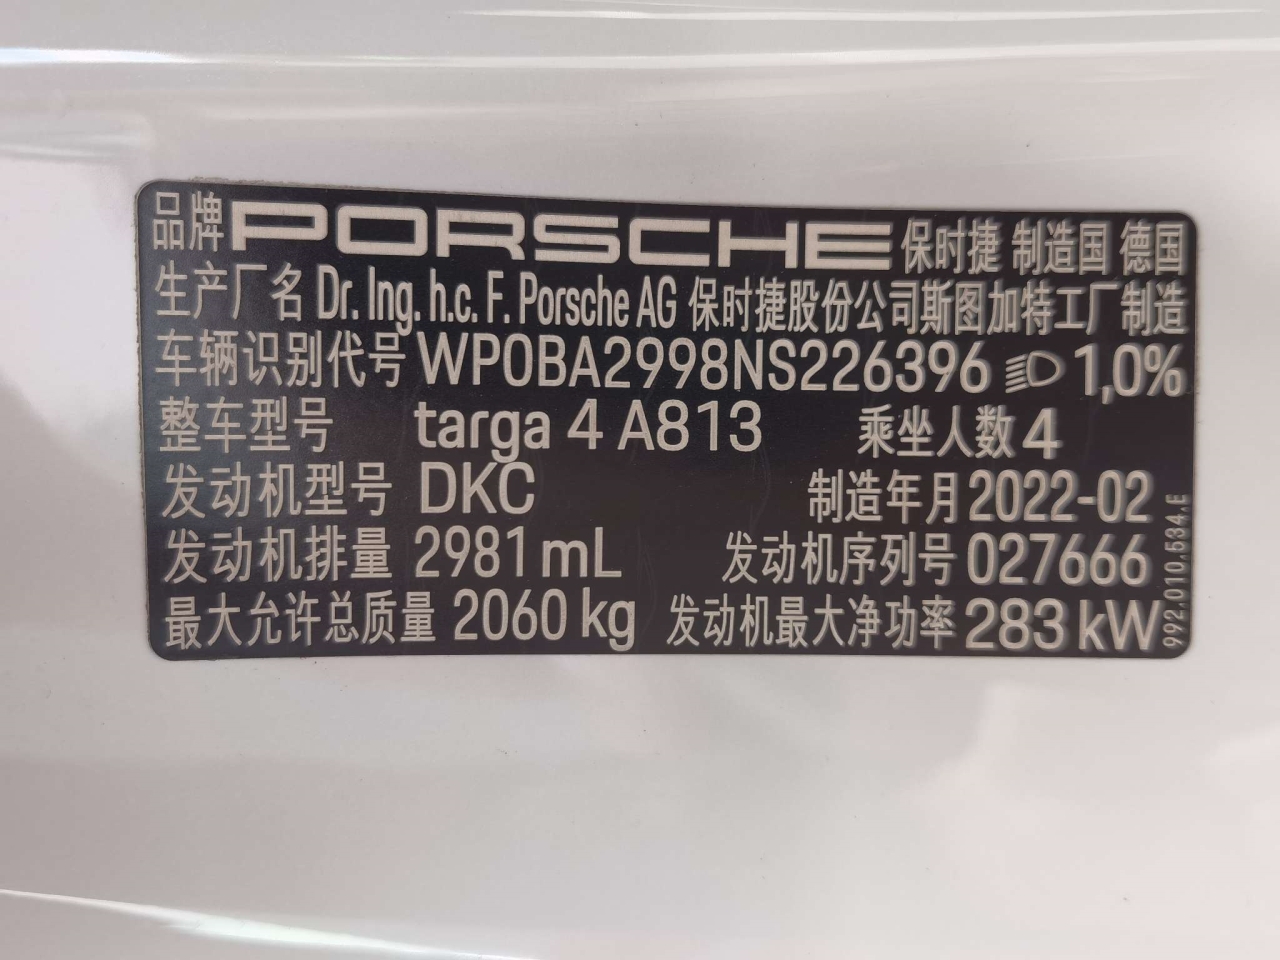 品牌 PORSCHE 保时捷 制造国 德国
生产厂名 Dr. Ing. h.c. F. Porsche AG 保时捷股份公司斯图加特工厂制造
车辆识别代号 WP0BA2998NS226396 1,0%
整车型号 targa 4 A813 乘坐人数 4
发动机型号 DKC 制造年月 2022-02
发动机排量 2981 mL 发动机序列号 027666
最大允许总质量 2060 kg 发动机最大净功率 283 kW
992.010.534.E